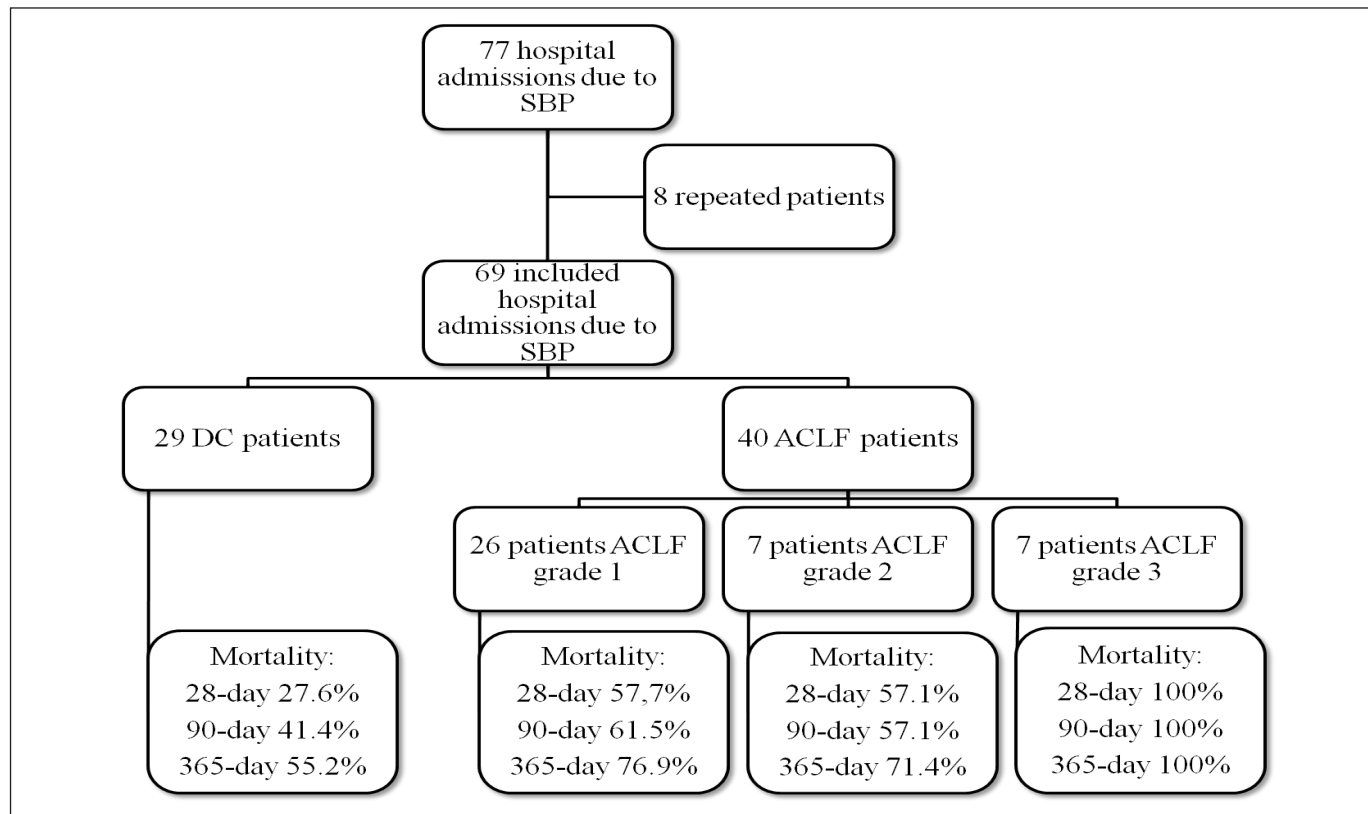 77 hospital
admissions due to
SBP
8 repeated patients
69 included
hospital
admissions due to
SBP
29 DC patients
40 ACLF patients
26 patients ACLF
grade 1
7 patients ACLF
grade 2
7 patients ACLF
grade 3
Mortality:
28-day 27.6%
90-day 41.4%
365-day 55.2%
Mortality:
28-day 57,7%
90-day 61.5%
365-day 76.9%
Mortality:
28-day 57.1%
90-day 57.1%
365-day 71.4%
Mortality:
28-day 100%
90-day 100%
365-day 100%